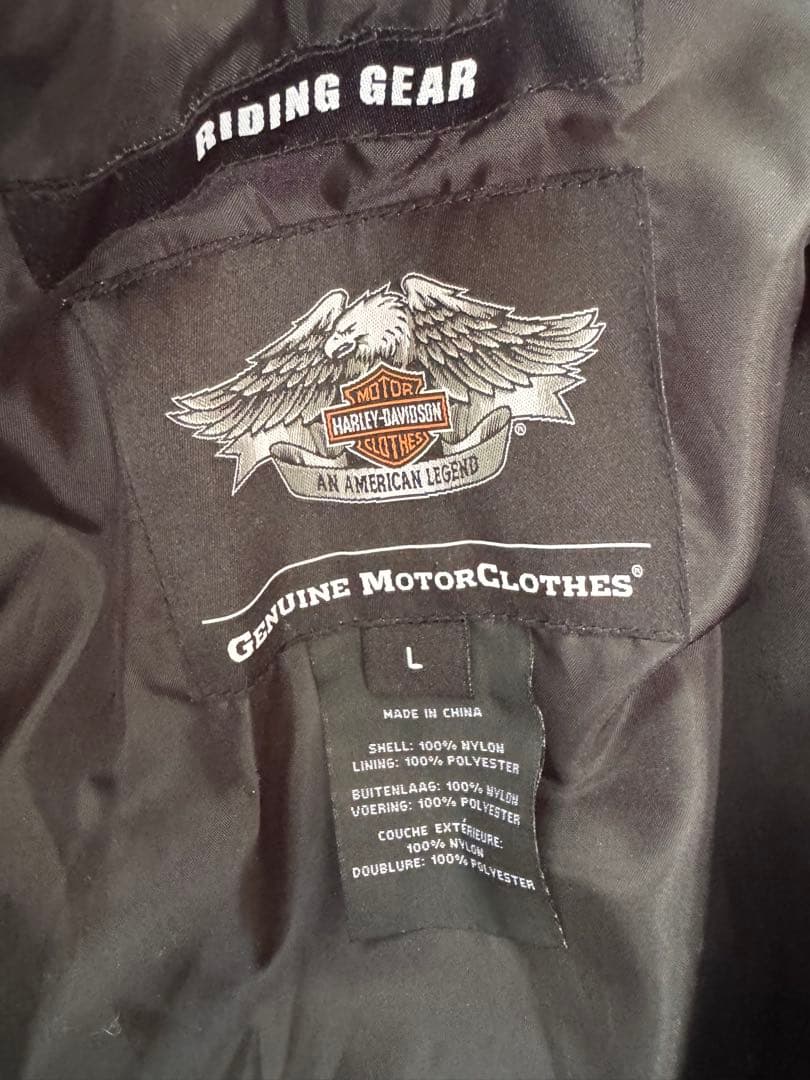 RIDING GEAR
MOTOR
HARLEY-DAVIDSON
CLOTHES
®
AN AMERICAN LEGEND
GENUINE MOTORCLOTHES®
L
MADE IN CHINA
SHELL: 100% NYLON
LINING: 100% POLYESTER
BUITENLAAG: 100% NYLON
VOERING: 100% POLYESTER
COUCHE EXTÉRIEURE:
100% NYLON
DOUBLURE: 100% POLYESTER